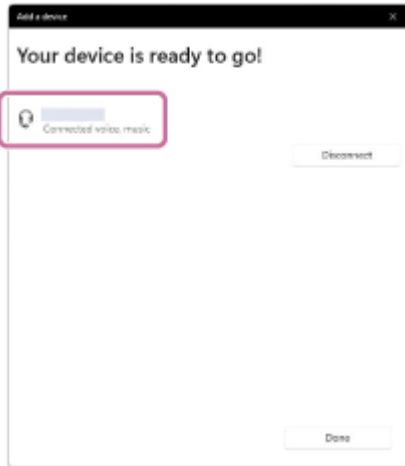 Add a device
Your device is ready to go!
Connected voice, music
Disconnect
Done